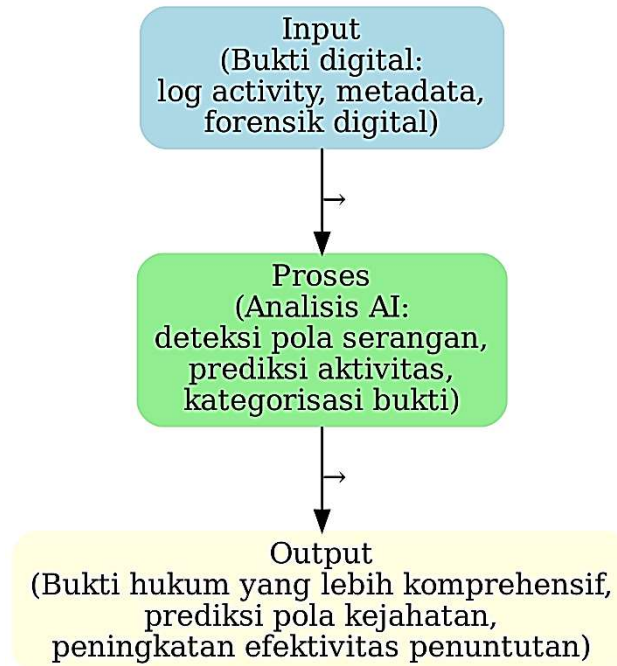 Input
(Bukti digital:
log activity, metadata,
forensik digital)
→
Proses
(Analisis AI:
deteksi pola serangan,
prediksi aktivitas,
kategorisasi bukti)
→
Output
(Bukti hukum yang lebih komprehensif,
prediksi pola kejahatan,
peningkatan efektivitas penuntutan)